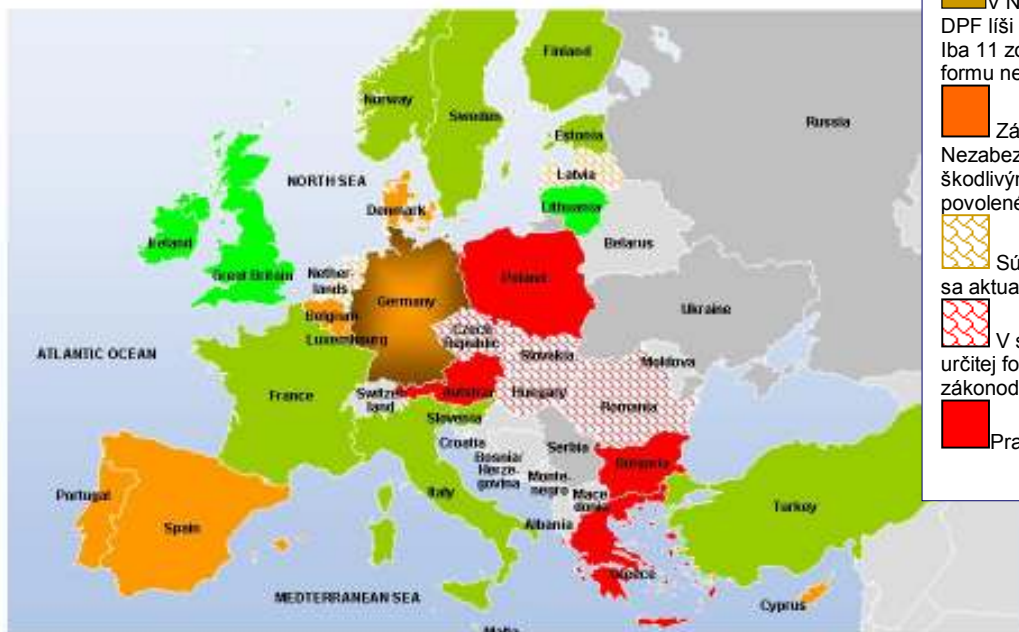 Finland
Norway
Sweden
Russia
Estonia
NORTH SEA
Latvia
Denmark
Lithuania
Ireland
Belarus
Great Britain
Nether-
lands
Poland
Germany
Belgium
Ukraine
Luxembourg
Czech
Republic
ATLANTIC OCEAN
Slovakia
Moldova
France
Switzer-
land
Austria
Hungary
Romania
Slovenia
Croatia
Serbia
Bosnia/
Herze-
govina
Bulgaria
Monte-
negro
Mace
donia
Italy
Portugal
Spain
Albania
Turkey
Greece
MEDITERRANEAN SEA
Cyprus
Malta
V N
DPF líši
Iba 11 zo
formu ne
Zá
Nezabez
škodlivým
povolené
Sú
sa aktua
V s
určitej fo
zákonod
Pra